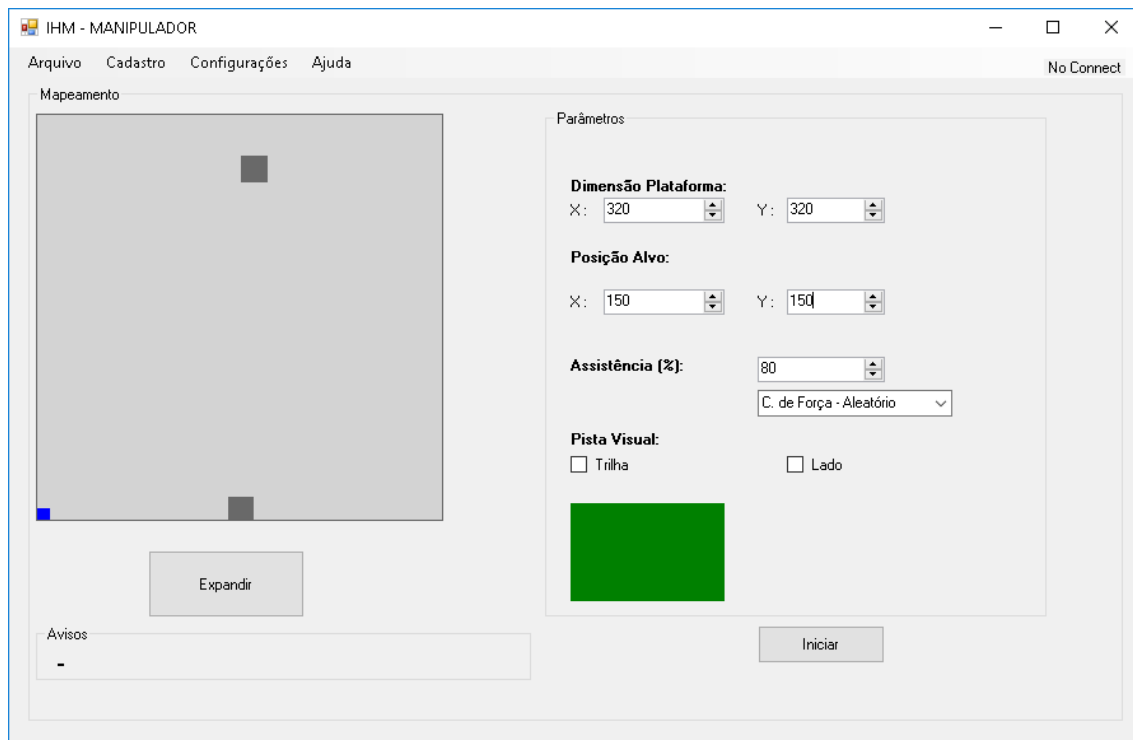 IHM - MANIPULADOR
Arquivo Cadastro Configurações Ajuda
No Connect
Mapeamento
Parâmetros
Dimensão Plataforma:
X: 320 Y: 320
Posição Alvo:
X: 150 Y: 150
Assistência (%): 80
C. de Força - Aleatório
Pista Visual:
Trilha Lado
Expandir
Avisos
-
Iniciar